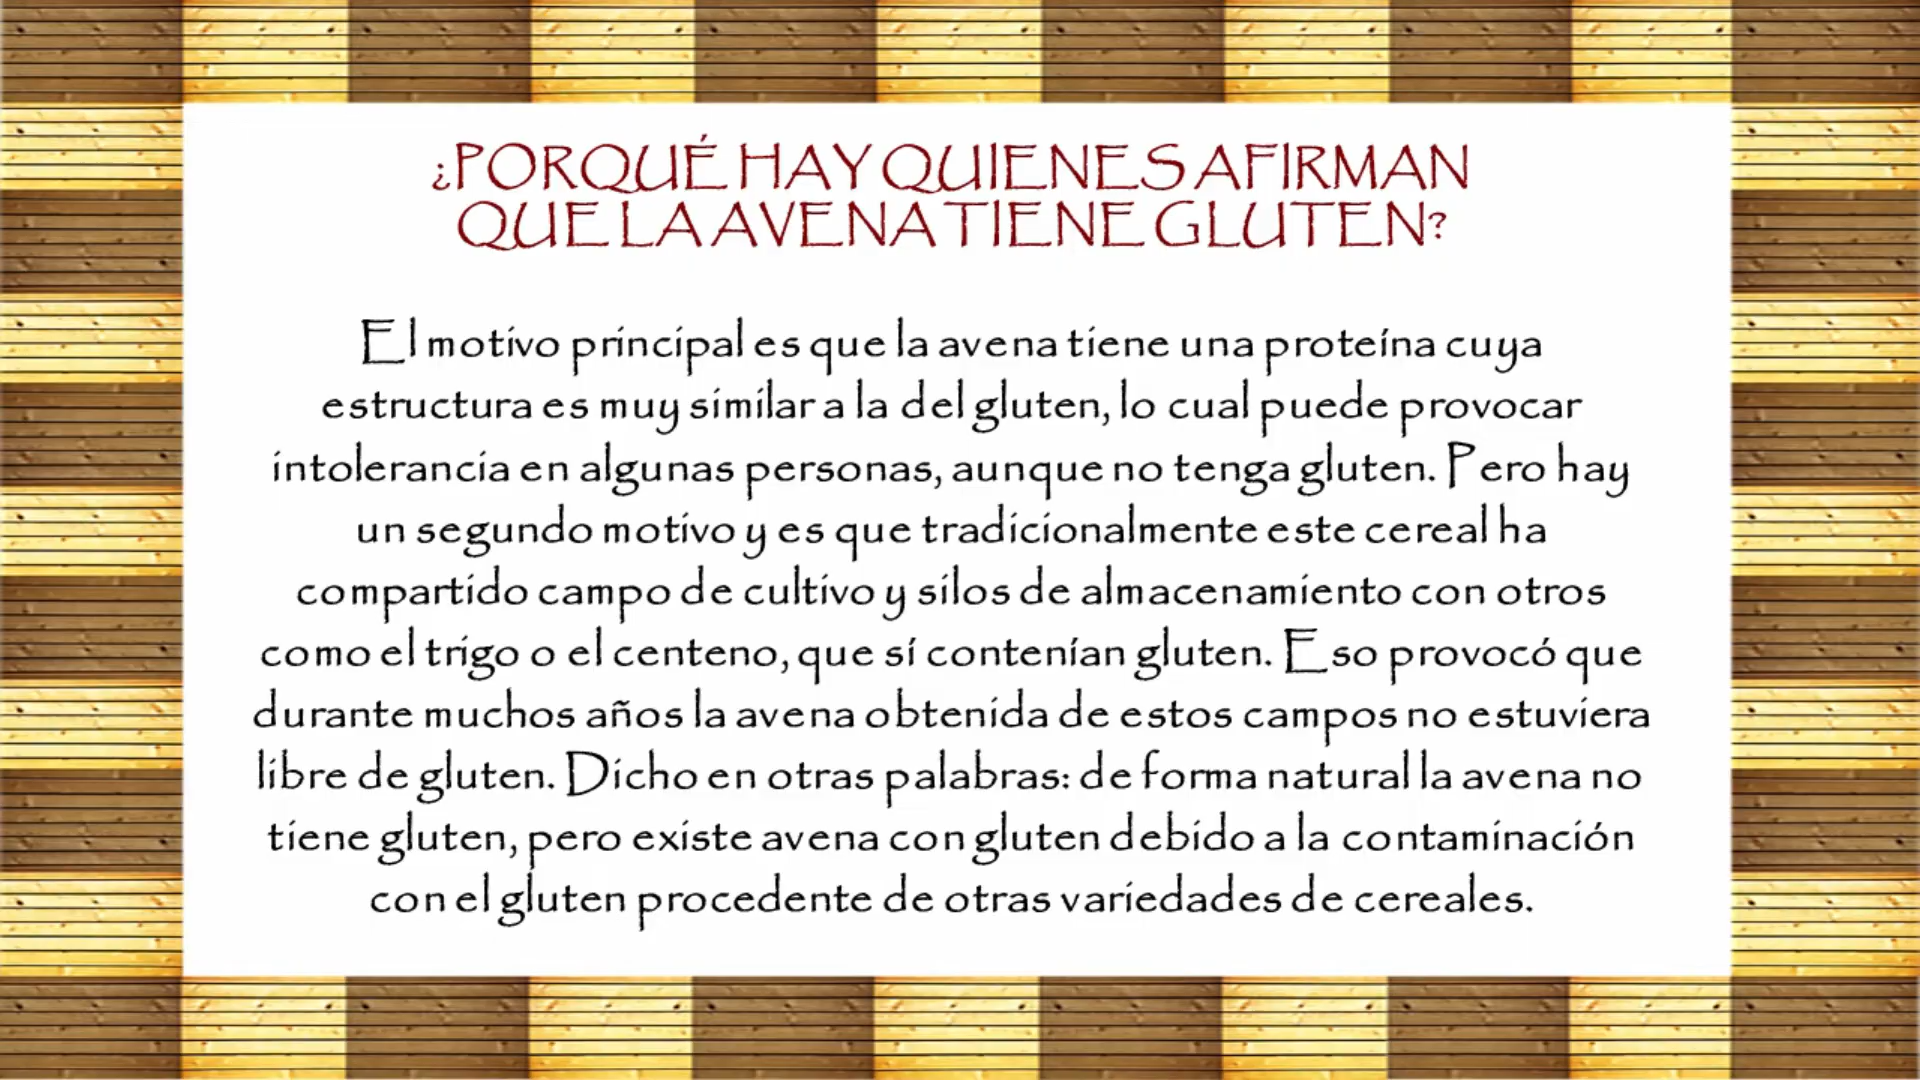 ¿PORQUÉ HAY QUIENES AFIRMAN
QUE LA AVENA TIENE GLUTEN?
El motivo principal es que la avena tiene una proteína cuya
estructura es muy similar a la del gluten, lo cual puede provocar
intolerancia en algunas personas, aunque no tenga gluten. Pero hay
un segundo motivo y es que tradicionalmente este cereal ha
compartido campo de cultivo y silos de almacenamiento con otros
como el trigo o el centeno, que sí contenían gluten. Eso provocó que
durante muchos años la avena obtenida de estos campos no estuviera
libre de gluten. Dicho en otras palabras: de forma natural la avena no
tiene gluten, pero existe avena con gluten debido a la contaminación
con el gluten procedente de otras variedades de cereales.